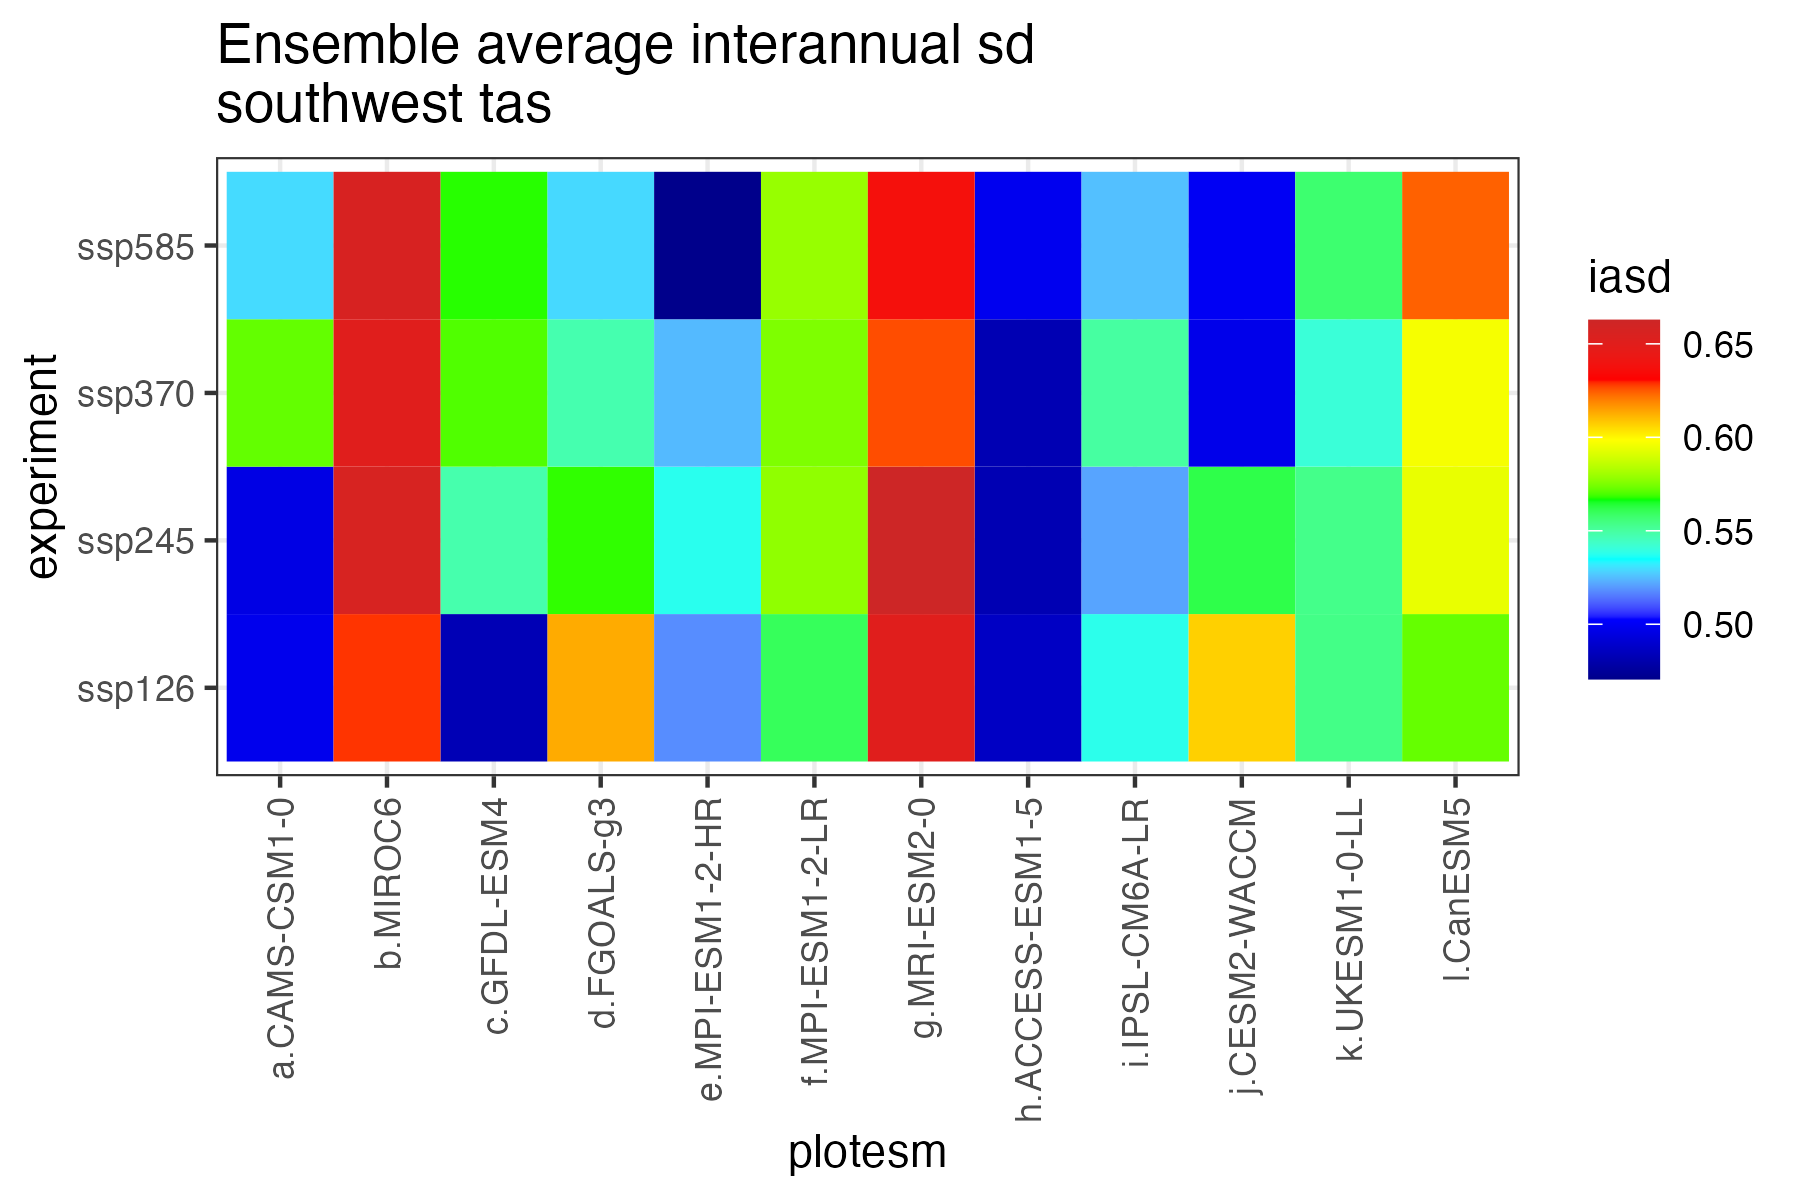 Ensemble average interannual sd
southwest tas
experiment
ssp585
ssp370
ssp245
ssp126
a.CAMS-CSM1-0
b.MIROC6
c.GFDL-ESM4
d.FGOALS-g3
e.MPI-ESM1-2-HR
f.MPI-ESM1-2-LR
g.MRI-ESM2-0
h.ACCESS-ESM1-5
i.IPSL-CM6A-LR
j.CESM2-WACCM
k.UKESM1-0-LL
l.CanESM5
plotesm
iasd
0.65
0.60
0.55
0.50